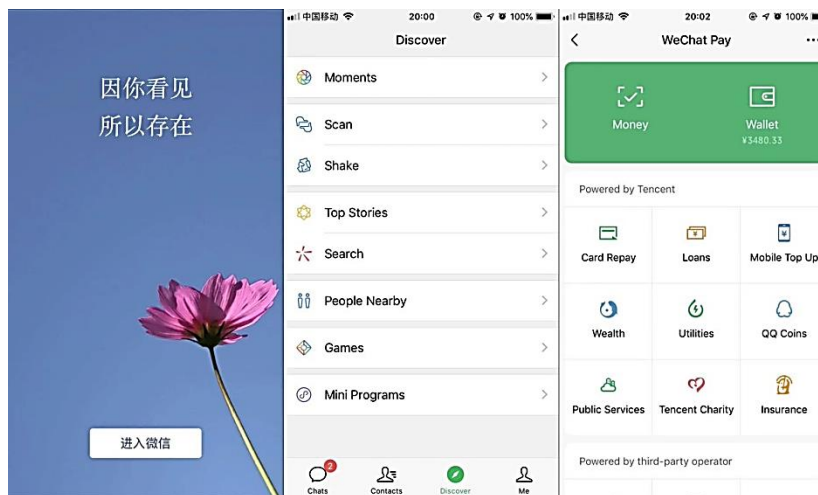 因你看见
所以存在
进入微信
中国移动 20:00 100%
Discover
Moments
Scan
Shake
Top Stories
Search
People Nearby
Games
Mini Programs
2
Chats Contacts Discover Me
中国移动 20:02 100%
WeChat Pay
Money Wallet
¥3480.33
Powered by Tencent
Card Repay Loans Mobile Top Up
Wealth Utilities QQ Coins
Public Services Tencent Charity Insurance
Powered by third-party operator